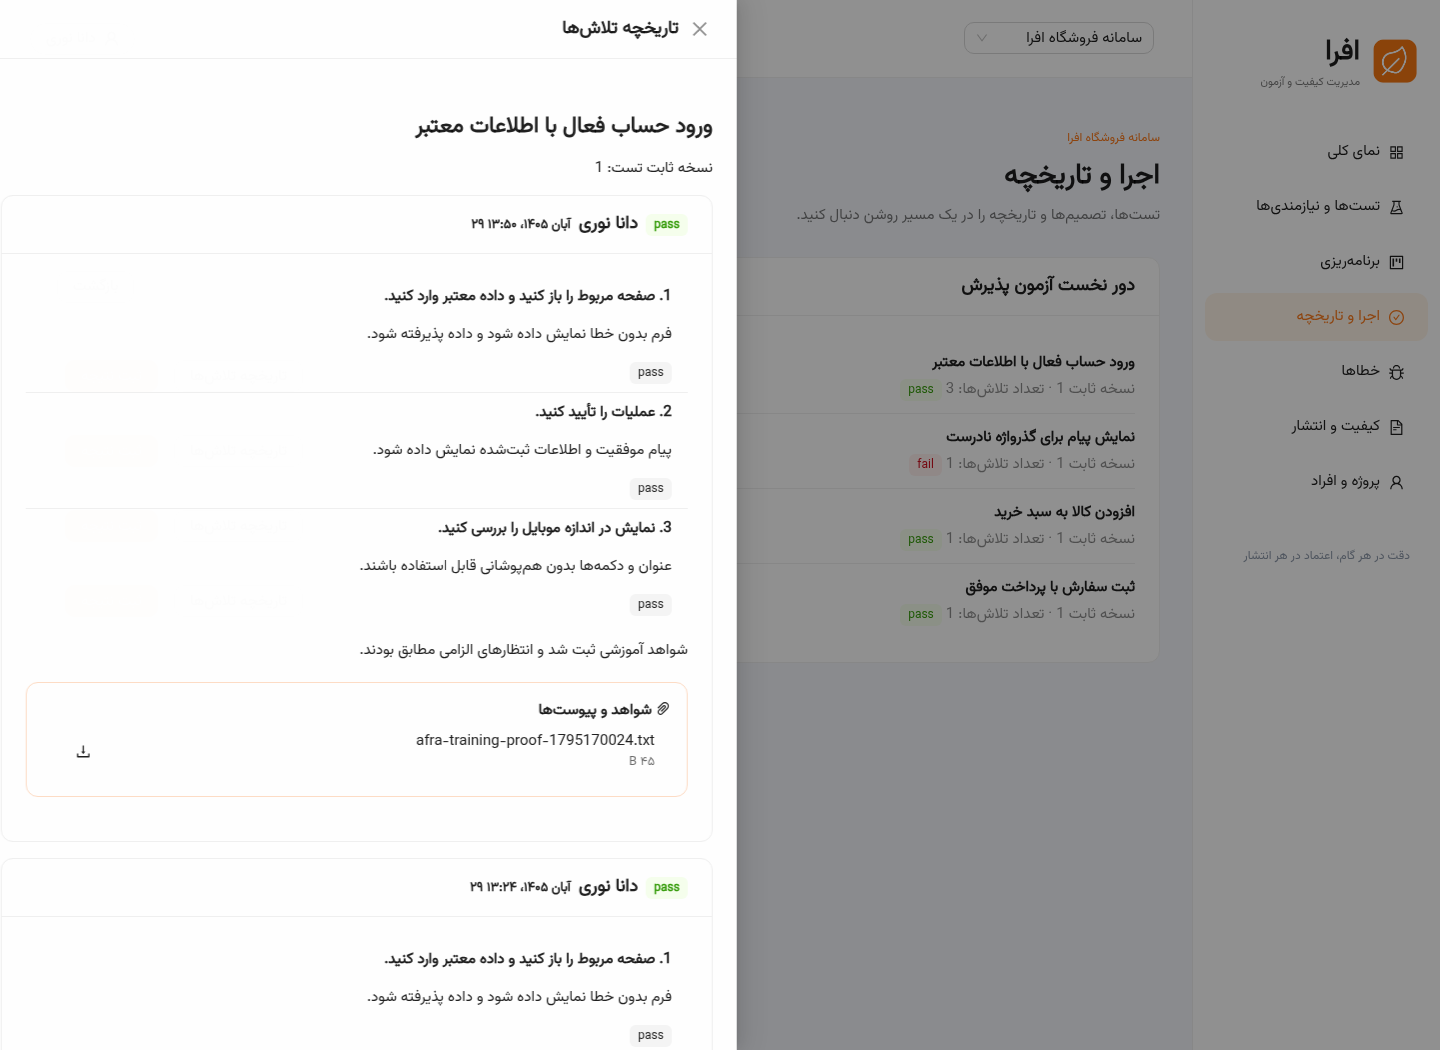 تاریخچه تلاش‌ها
ورود حساب فعال با اطلاعات معتبر
نسخه ثابت تست: 1
pass دانا نوری ۲۹ آبان ۱۴۰۵، ۱۳:۵۰
1. صفحه مربوط را باز کنید و داده معتبر وارد کنید.
فرم بدون خطا نمایش داده شود و داده پذیرفته شود.
pass
2. عملیات را تأیید کنید.
پیام موفقیت و اطلاعات ثبت‌شده نمایش داده شود.
pass
3. نمایش در اندازه موبایل را بررسی کنید.
عنوان و دکمه‌ها بدون هم‌پوشانی قابل استفاده باشند.
pass
شواهد آموزشی ثبت شد و انتظارهای الزامی مطابق بودند.
شواهد و پیوست‌ها
afra-training-proof-1795170024.txt
۴۵ B
pass دانا نوری ۲۹ آبان ۱۴۰۵، ۱۳:۲۴
1. صفحه مربوط را باز کنید و داده معتبر وارد کنید.
فرم بدون خطا نمایش داده شود و داده پذیرفته شود.
pass
افرا
مدیریت کیفیت و آزمون
نمای کلی
تست‌ها و نیازمندی‌ها
برنامه‌ریزی
اجرا و تاریخچه
خطاها
کیفیت و انتشار
پروژه و افراد
دقت در هر گام، اعتماد در هر انتشار
سامانه فروشگاه افرا
سامانه فروشگاه افرا
اجرا و تاریخچه
تست‌ها، تصمیم‌ها و تاریخچه را در یک مسیر روشن دنبال کنید.
دور نخست آزمون پذیرش
ورود حساب فعال با اطلاعات معتبر
نسخه ثابت 1 · تعداد تلاش‌ها: 3 pass
نمایش پیام برای گذرواژه نادرست
نسخه ثابت 1 · تعداد تلاش‌ها: 1 fail
افزودن کالا به سبد خرید
نسخه ثابت 1 · تعداد تلاش‌ها: 1 pass
ثبت سفارش با پرداخت موفق
نسخه ثابت 1 · تعداد تلاش‌ها: 1 pass